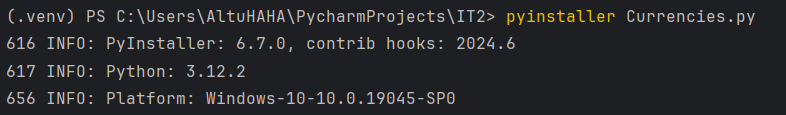 (.venv) PS C:\Users\AltuHAHA\PycharmProjects\IT2> pyinstaller Currencies.py
616 INFO: PyInstaller: 6.7.0, contrib hooks: 2024.6
617 INFO: Python: 3.12.2
656 INFO: Platform: Windows-10-10.0.19045-SP0